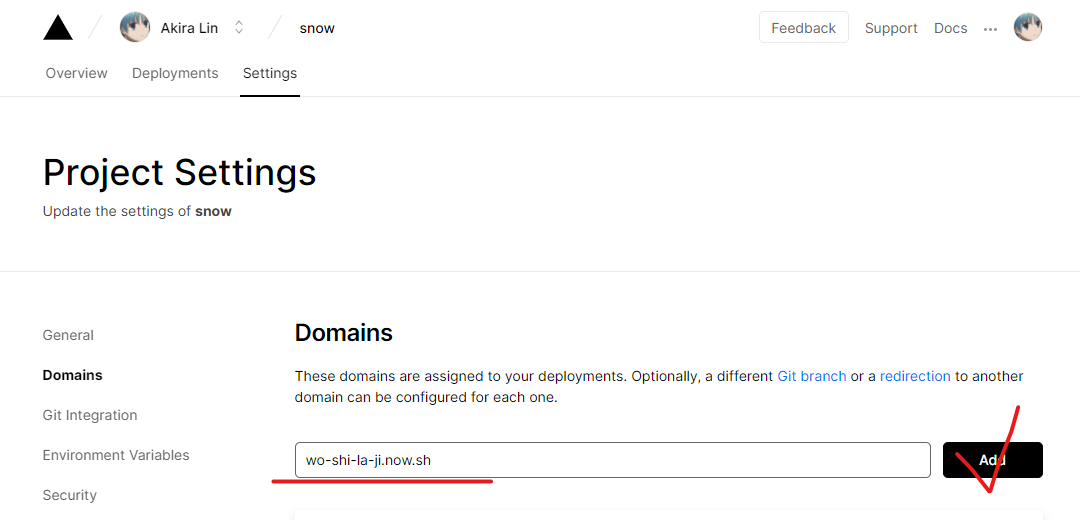 Akira Lin snow Feedback Support Docs
Overview Deployments Settings
Project Settings
Update the settings of snow
General
Domains
Git Integration
Environment Variables
Security
Domains
These domains are assigned to your deployments. Optionally, a different Git branch or a redirection to another
domain can be configured for each one.
wo-shi-la-ji.now.sh Add